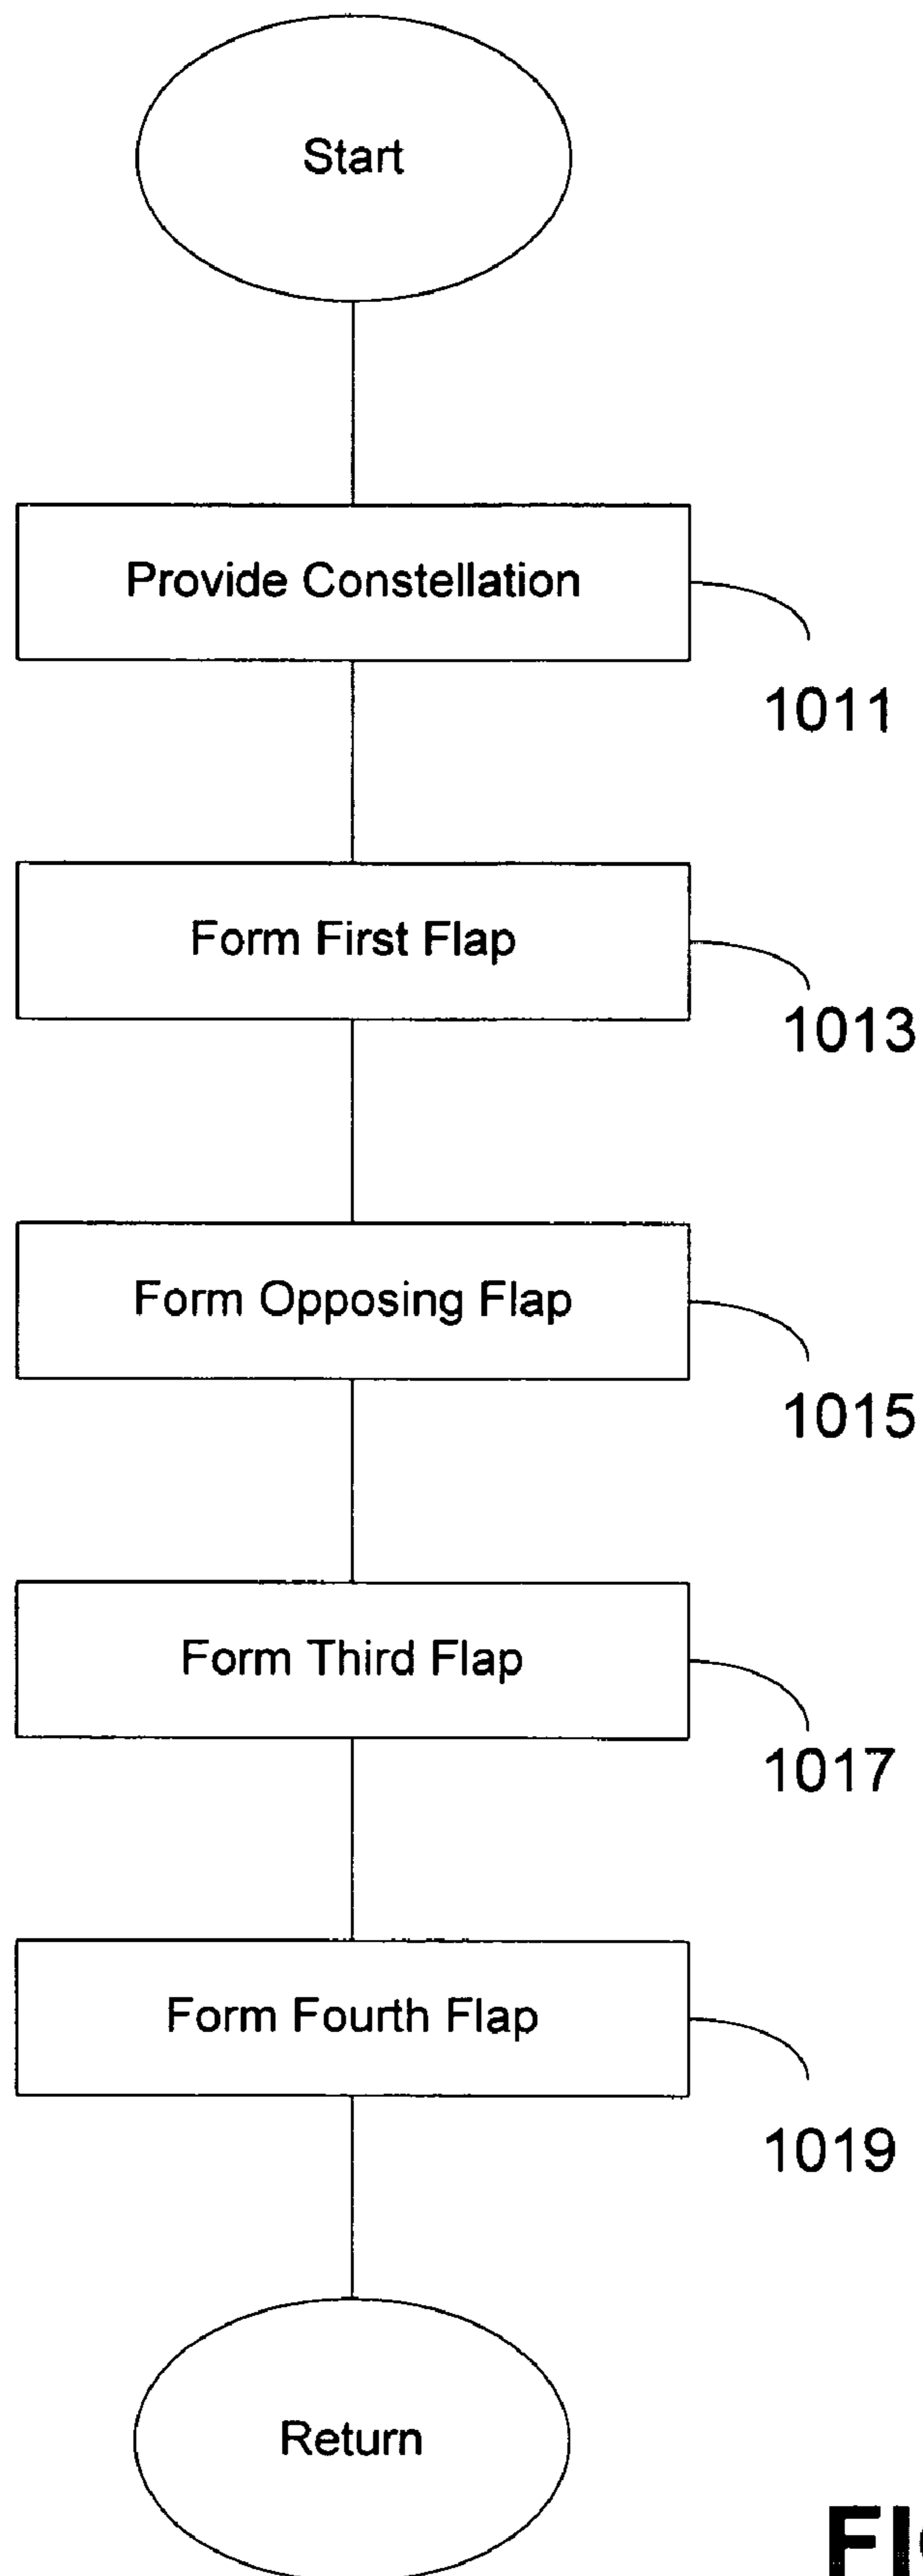 Start
Provide Constellation
1011
Form First Flap
1013
Form Opposing Flap
1015
Form Third Flap
1017
Form Fourth Flap
1019
Return